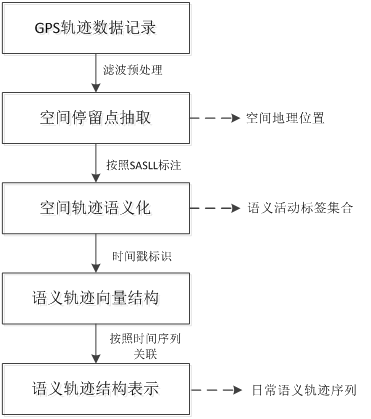 GPS轨迹数据记录
滤波预处理
空间停留点抽取
空间地理位置
按照SASLL标注
空间轨迹语义化
语义活动标签集合
时间戳标识
语义轨迹向量结构
按照时间序列
关联
语义轨迹结构表示
日常语义轨迹序列